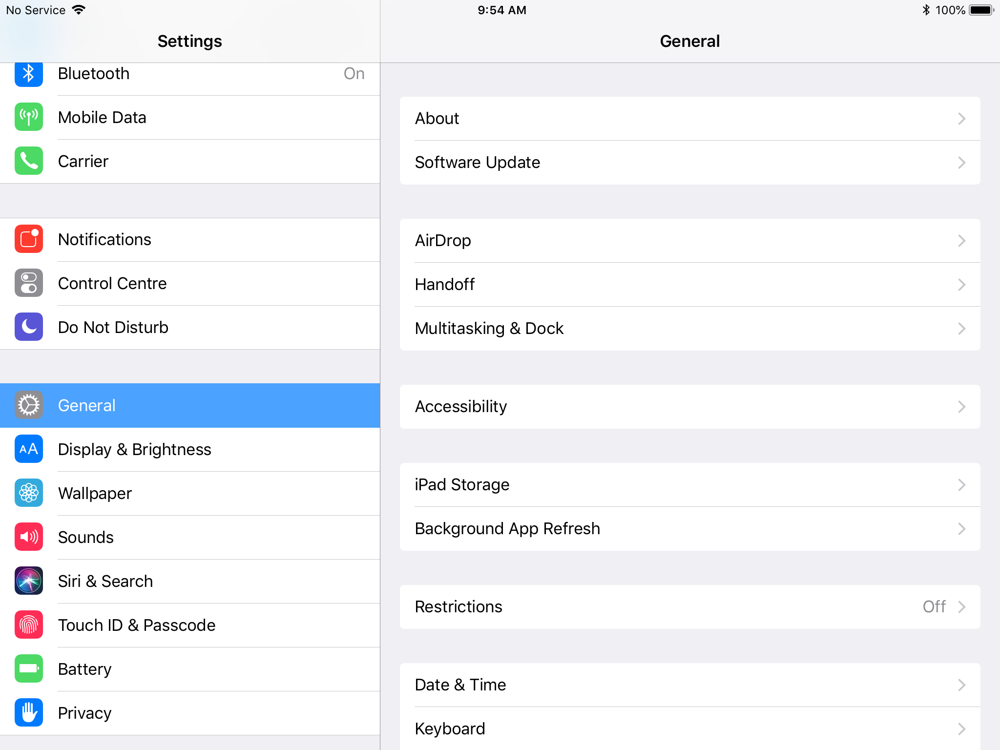 No Service
9:54 AM
100%
Settings
Bluetooth On
Mobile Data
Carrier
Notifications
Control Centre
Do Not Disturb
General
AA
Display & Brightness
Wallpaper
Sounds
Siri & Search
Touch ID & Passcode
Battery
Privacy
General
About
Software Update
AirDrop
Handoff
Multitasking & Dock
Accessibility
iPad Storage
Background App Refresh
Restrictions Off
Date & Time
Keyboard